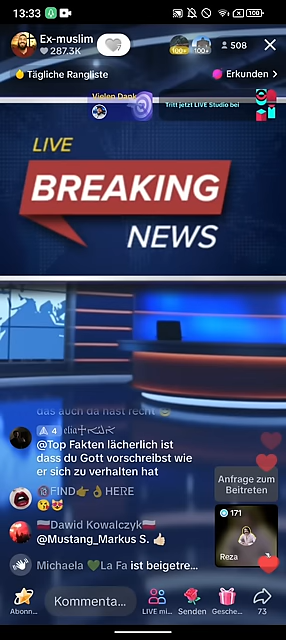 13:33
100
Ex-muslim
287.3K
100+
508
Tägliche Rangliste
Erkunden >
Vielen Dank
Tritt jetzt LIVE Studio bei
LIVE
BREAKING
NEWS
das auch da hast recht
4
@Top Fakten lächerlich ist
dass du Gott vorschreibst wie
er sich zu verhalten hat
🔞FIND👉👌HERE
😘😻
🇵🇱Dawid Kowalczyk🇵🇱
@Mustang_Markus S. 👍🏻
Michaela 💚La Fa ist beigetre...
Anfrage zum
Beitreten
171
Reza
Abonn...
Kommenta...
LIVE mi...
Senden
Gesche...
73